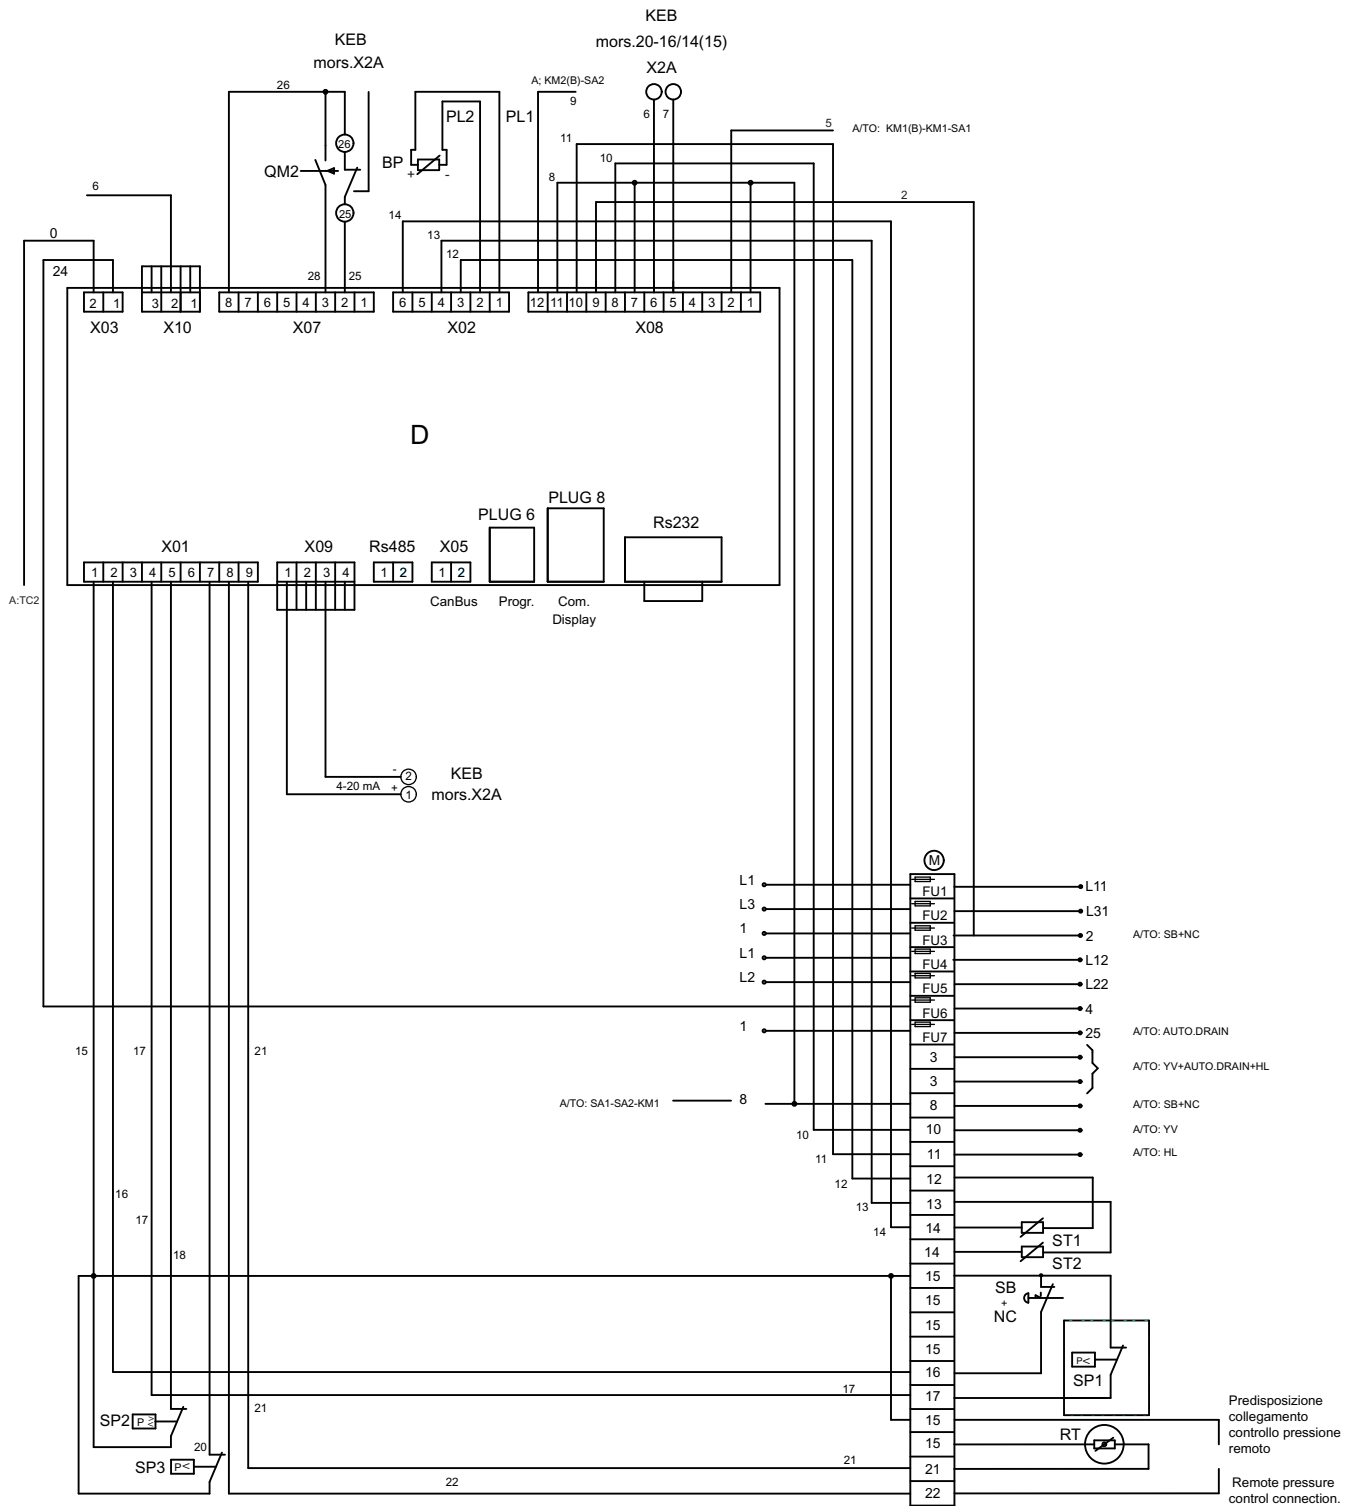 KEB
mors.20-16/14(15)
X2A
KEB
mors.X2A
26
A; KM2(B)-SA2
9
6 7
PL2 PL1
5 A/TO: KM1(B)-KM1-SA1
11
26
QM2
BP
+ -
10
8
6
25
2
14
0
13
12
24
28 25
2 1
3 2 1
8 7 6 5 4 3 2 1
6 5 4 3 2 1
12 11 10 9 8 7 6 5 4 3 2 1
X03 X10 X07 X02 X08
D
PLUG 8
PLUG 6
Rs232
X01 X09 Rs485 X05
1 2 3 4 5 6 7 8 9
1 2 3 4
1 2
1 2
A:TC2
CanBus Progr. Com.
Display
- 2 KEB
4-20 mA + 1 mors.X2A
M
L1 FU1 L11
L3 FU2 L31
1 FU3 2 A/TO: SB+NC
L1 FU4 L12
L2 FU5 L22
FU6 4
1 FU7 25 A/TO: AUTO.DRAIN
15 17 21
3
A/TO: YV+AUTO.DRAIN+HL
3
A/TO: SA1-SA2-KM1 8 8 A/TO: SB+NC
10 10 A/TO: YV
11 11 A/TO: HL
12 12
16
13 13
17
14 14 ST1
18
14 ST2
15
SB
+
NC
15
15
15
P<
SP1
16
17 17
21
SP2 P≥
15
Predisposizione
collegamento
controllo pressione
remoto
20
RT
15
SP3 P<
21 21
22 22
Remote pressure
control connection.